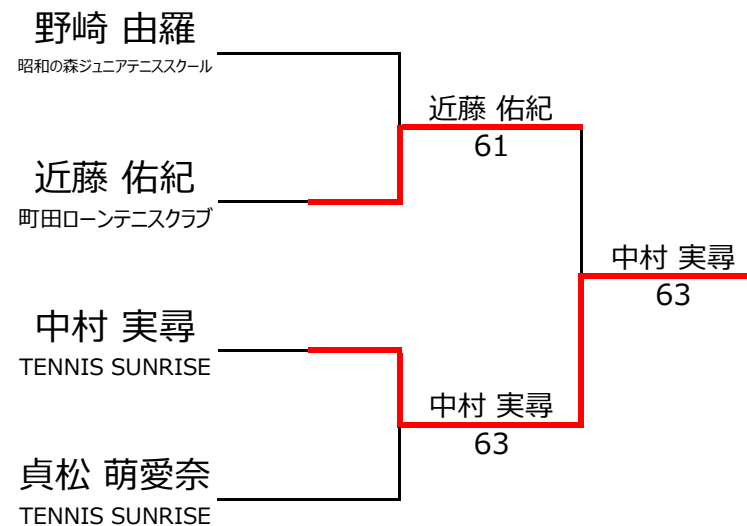 野崎 由羅
昭和の森ジュニアテニススクール
近藤 佑紀
61
近藤 佑紀
町田ローンテニスクラブ
中村 実尋
63
中村 実尋
TENNIS SUNRISE
中村 実尋
63
貞松 萌愛奈
TENNIS SUNRISE